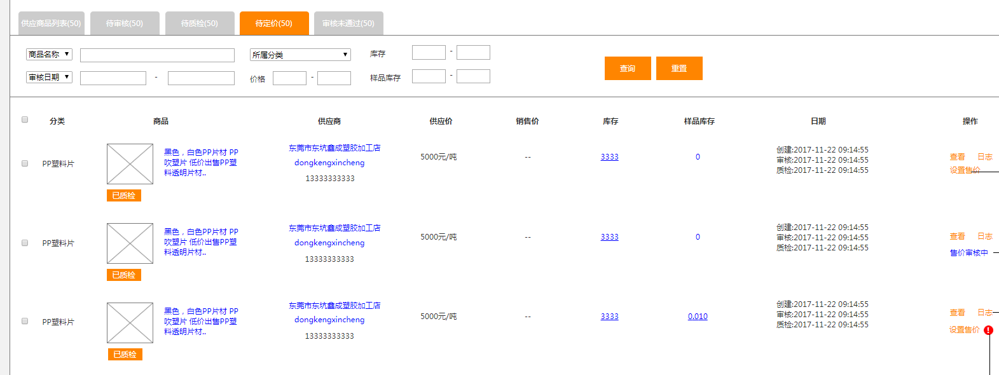 供应商品列表(50) 待审核(50) 待质检(50) 待定价(50) 审核未通过(50)
商品名称 所属分类 库存 -
查询 重置
审核日期 - 价格 - 样品库存 -
分类 商品 供应商 供应价 销售价 库存 样品库存 日期 操作
PP塑料片
黑色，白色PP片材 PP
吹塑片 低价出售PP塑
料透明片材..
已质检
东莞市东坑鑫成塑胶加工店
dongkengxincheng
13333333333
5000元/吨
--
3333
0
创建:2017-11-22 09:14:55
审核:2017-11-22 09:14:55
质检:2017-11-22 09:14:55
查看 日志
设置售价
PP塑料片
黑色，白色PP片材 PP
吹塑片 低价出售PP塑
料透明片材..
已质检
东莞市东坑鑫成塑胶加工店
dongkengxincheng
13333333333
5000元/吨
--
3333
0
创建:2017-11-22 09:14:55
审核:2017-11-22 09:14:55
质检:2017-11-22 09:14:55
查看 日志
售价审核中
PP塑料片
黑色，白色PP片材 PP
吹塑片 低价出售PP塑
料透明片材..
已质检
东莞市东坑鑫成塑胶加工店
dongkengxincheng
13333333333
5000元/吨
--
3333
0.010
创建:2017-11-22 09:14:55
审核:2017-11-22 09:14:55
质检:2017-11-22 09:14:55
查看 日志
设置售价 !